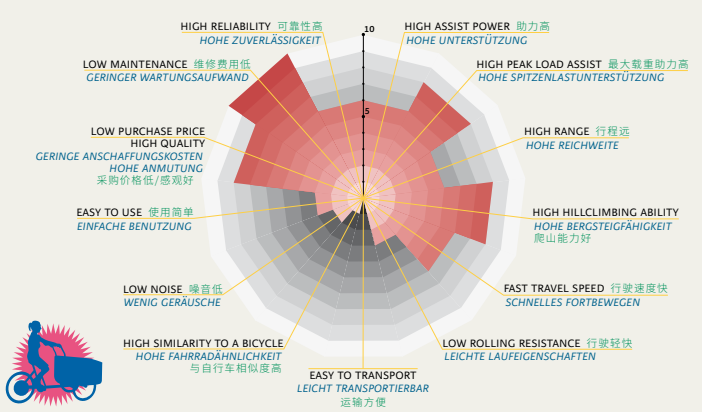 10
5
HIGH RELIABILITY 可靠性高
HOHE ZUVERLÄSSIGKEIT
HIGH ASSIST POWER 助力高
HOHE UNTERSTÜTZUNG
LOW MAINTENANCE 维修费用低
GERINGER WARTUNGSAUFWAND
HIGH PEAK LOAD ASSIST 最大载重助力高
HOHE SPITZENLASTUNTERSTÜTZUNG
LOW PURCHASE PRICE
HIGH QUALITY
GERINGE ANSCHAFFUNGSKOSTEN
HOHE ANMUTUNG
采购价格低/感观好
HIGH RANGE 行程远
HOHE REICHWEITE
EASY TO USE 使用简单
EINFACHE BENUTZUNG
HIGH HILLCLIMBING ABILITY
HOHE BERGSTEIGFÄHIGKEIT
爬山能力好
LOW NOISE 噪音低
WENIG GERÄUSCHE
FAST TRAVEL SPEED 行驶速度快
SCHNELLES FORTBEWEGEN
HIGH SIMILARITY TO A BICYCLE
HOHE FAHRRADÄHNLICHKEIT
与自行车相似度高
LOW ROLLING RESISTANCE 行驶轻快
LEICHTE LAUFEIGENSCHAFTEN
EASY TO TRANSPORT
LEICHT TRANSPORTIERBAR
运输方便